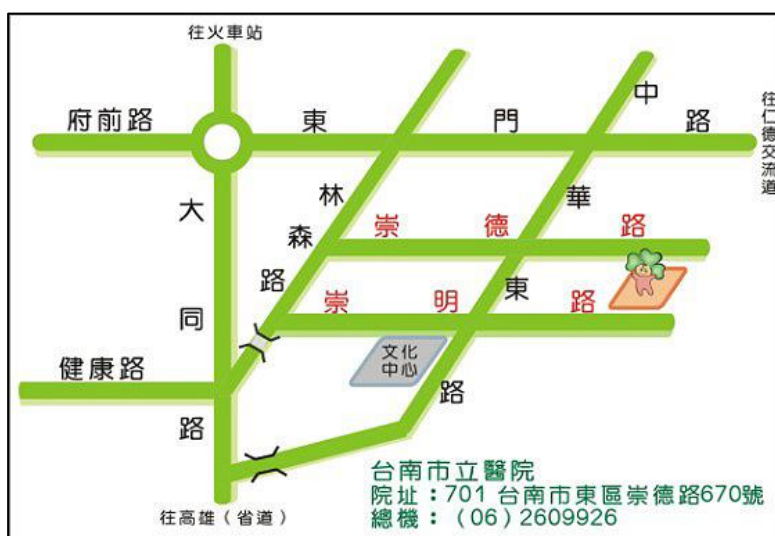 往火車站
府前路
東門路
往仁德交流道
中華東路
林森路
大同路
崇德路
崇明路
健康路
文化
中心
台南市立醫院
院址：701 台南市東區崇德路670號
總機：（06）2609926
往高雄（省道）